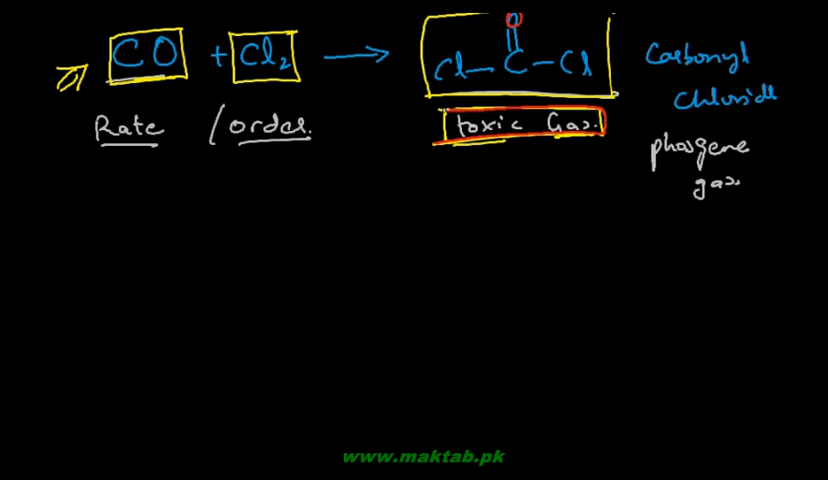 O
CO + Cl2 → Cl-C-Cl Carbonyl
Chloride
Rate / order. toxic Gas. phosgene
gas
www.maktab.pk